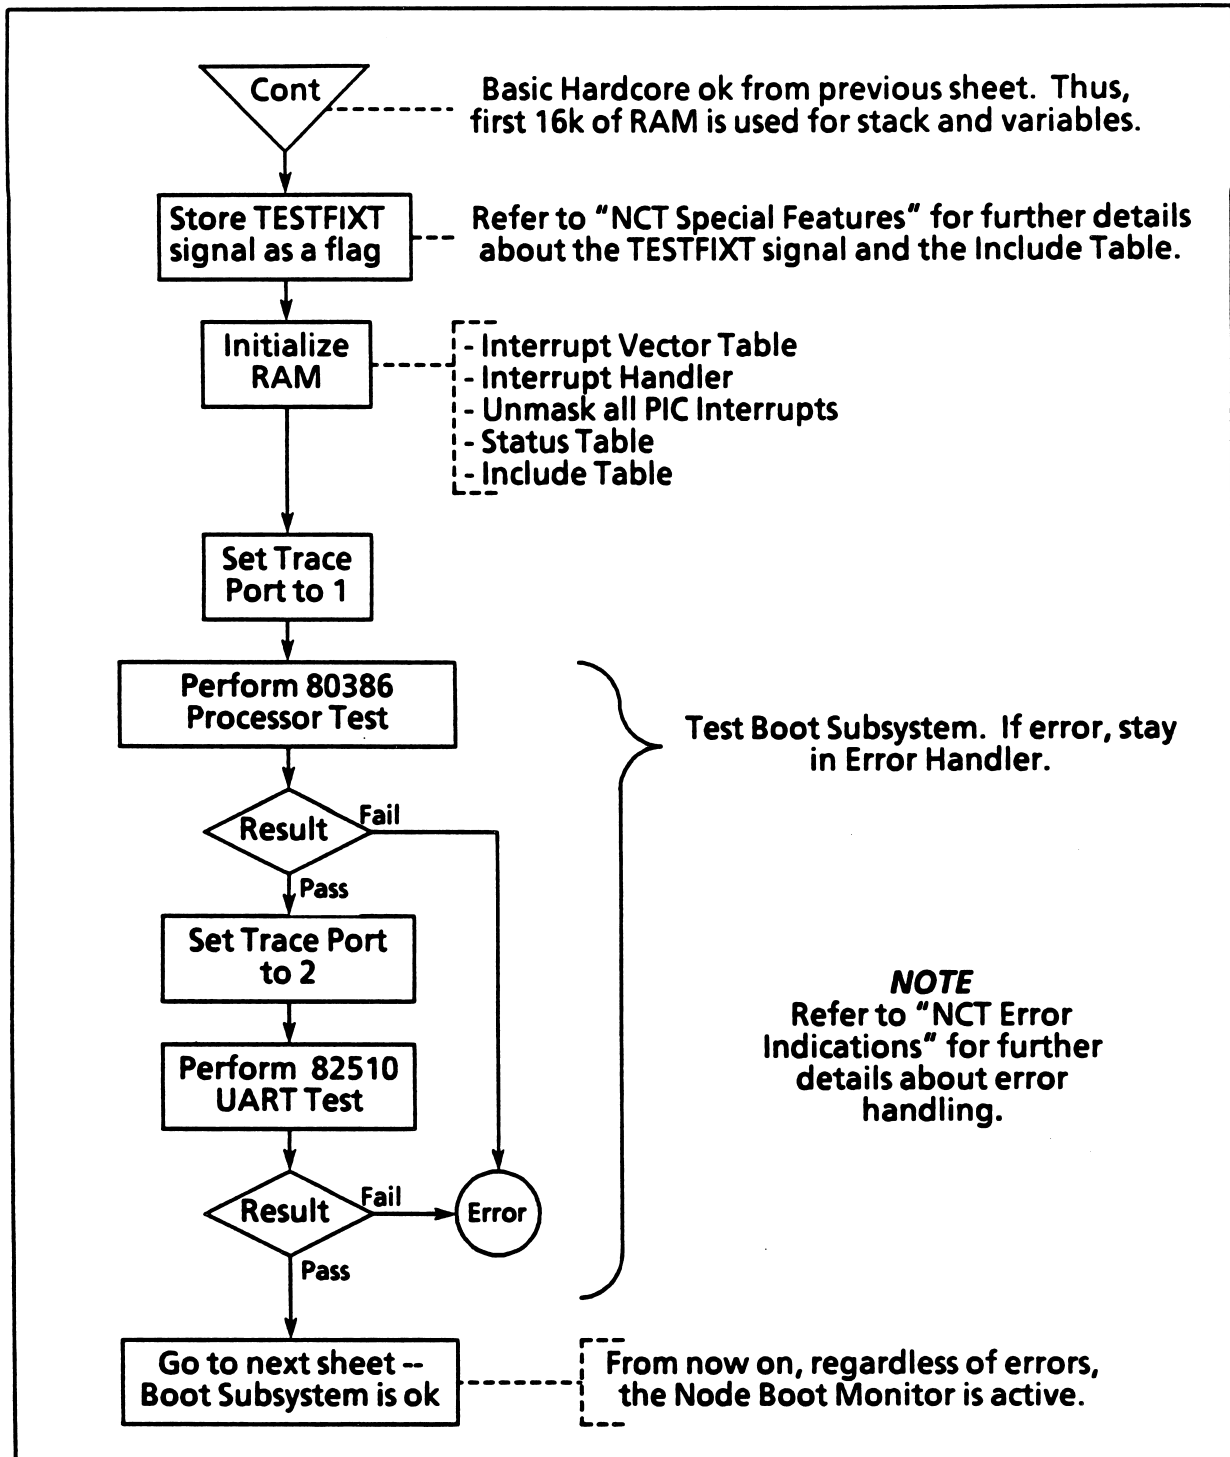 Cont
Basic Hardcore ok from previous sheet. Thus,
first 16k of RAM is used for stack and variables.
Store TESTFIXT
signal as a flag
Refer to "NCT Special Features" for further details
about the TESTFIXT signal and the Include Table.
Initialize
RAM
- Interrupt Vector Table
- Interrupt Handler
- Unmask all PIC Interrupts
- Status Table
- Include Table
Set Trace
Port to 1
Perform 80386
Processor Test
Test Boot Subsystem. If error, stay
in Error Handler.
Result
Fail
Pass
Set Trace Port
to 2
NOTE
Refer to "NCT Error
Indications" for further
details about error
handling.
Perform 82510
UART Test
Result
Fail
Error
Pass
Go to next sheet --
Boot Subsystem is ok
From now on, regardless of errors,
the Node Boot Monitor is active.